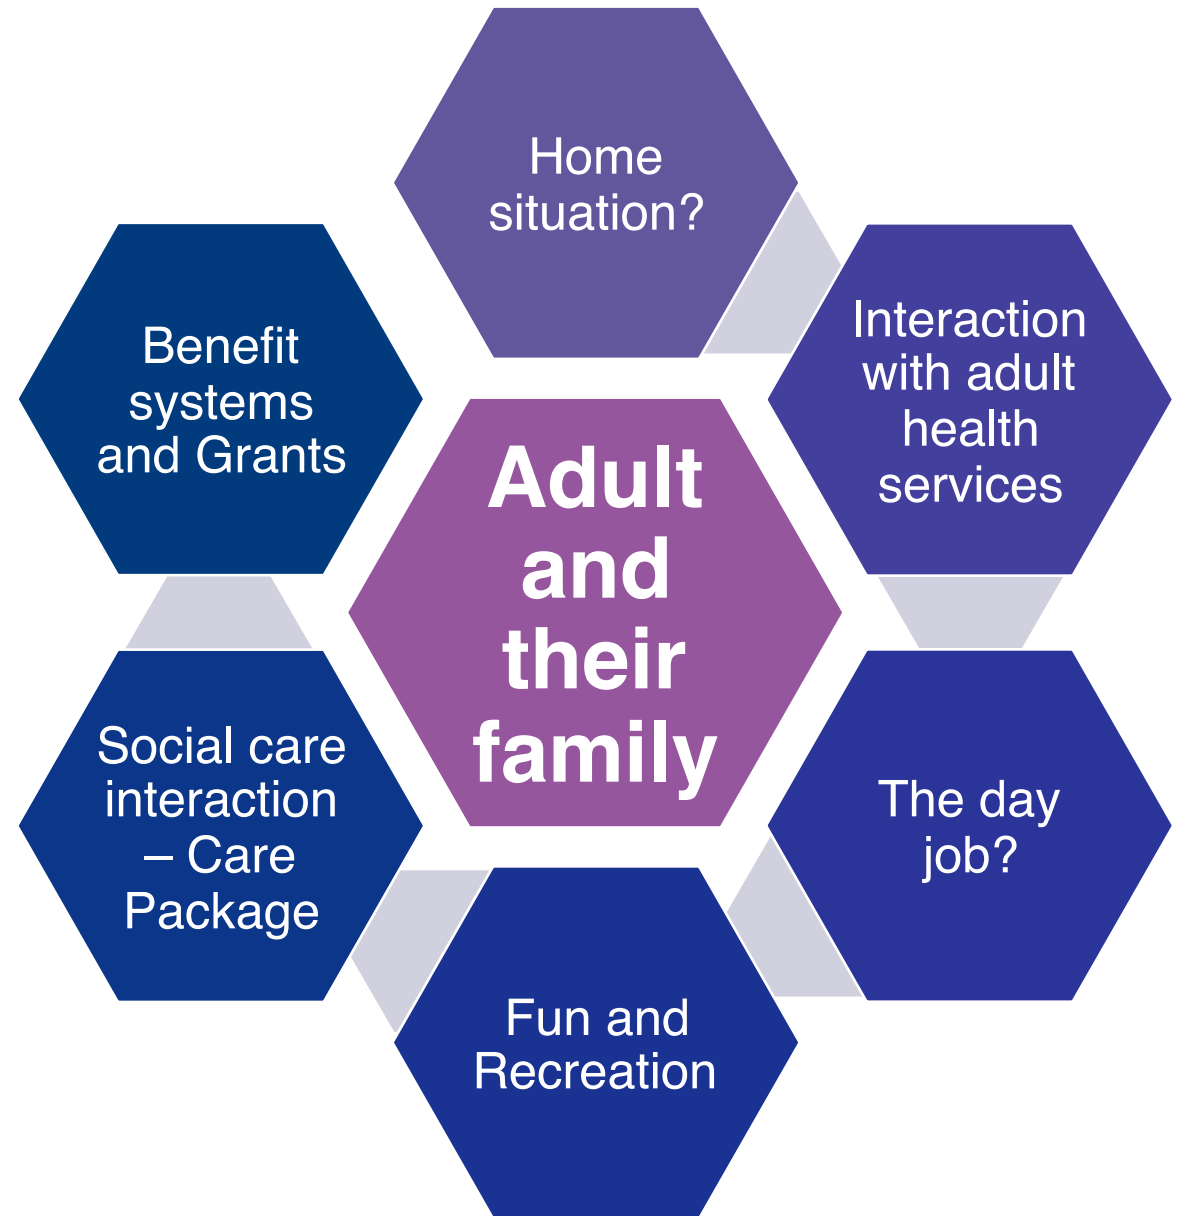 Home
situation?
Interaction
with adult
health
services
The day
job?
Fun and
Recreation
Social care
interaction
– Care
Package
Benefit
systems
and Grants
Adult
and
their
family